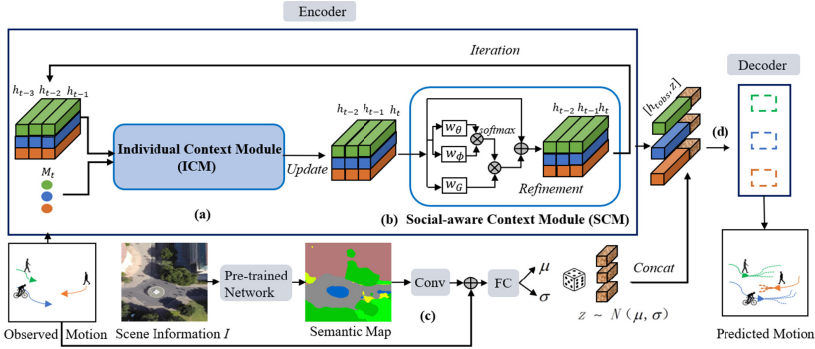 Encoder
Iteration
Decoder
h_{t-3} h_{t-2} h_{t-1}
h_{t-2} h_{t-1} h_t
h_{t-2} h_{t-1} h_t
[h_{tobs}, z]
w_θ
softmax
w_ϕ
w_G
Individual Context Module
(ICM)
Update
Refinement
(d)
M_t
(a)
(b) Social-aware Context Module (SCM)
Pre-trained
Network
Conv
FC
μ
σ
Concat
(c)
z ~ N(μ, σ)
Observed Motion
Scene Information I
Semantic Map
Predicted Motion